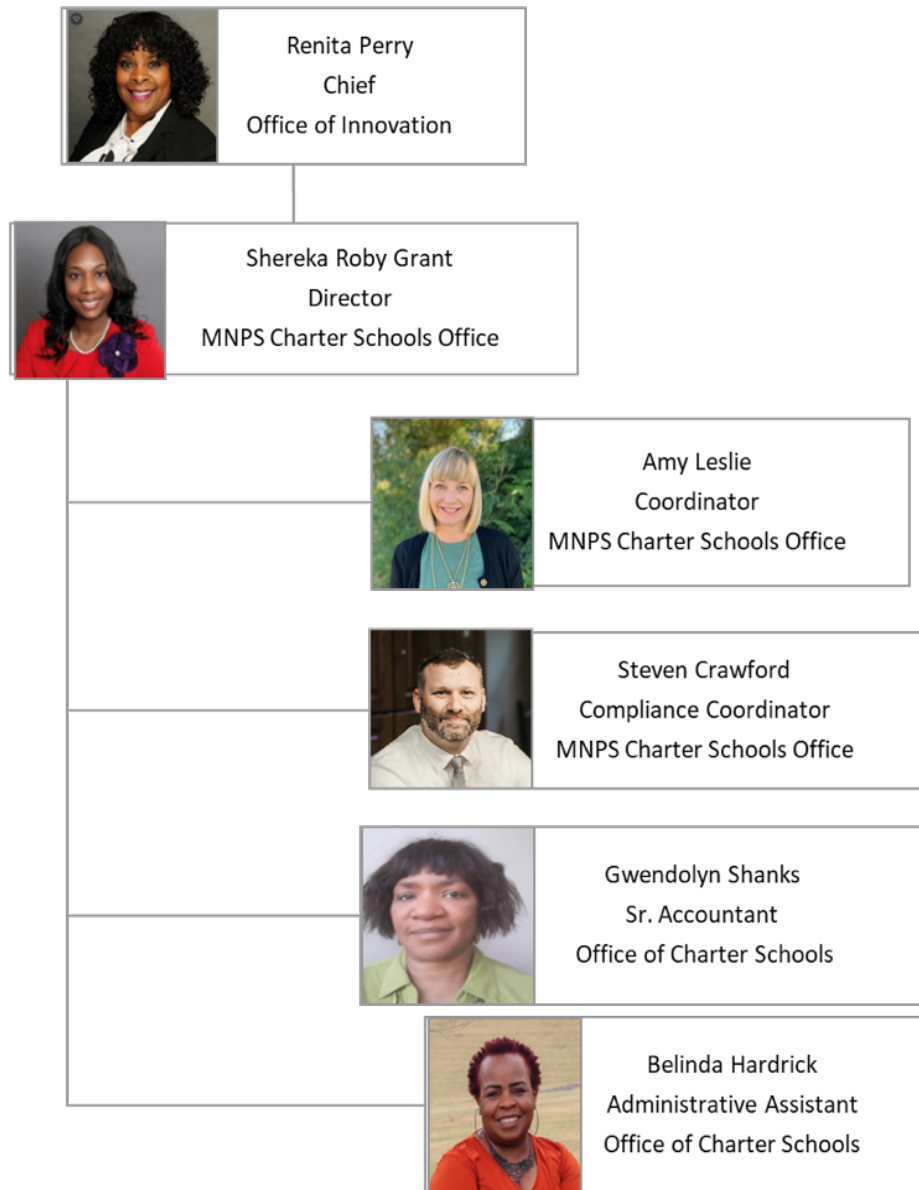 Renita Perry
Chief
Office of Innovation
Shereka Roby Grant
Director
MNPS Charter Schools Office
Amy Leslie
Coordinator
MNPS Charter Schools Office
Steven Crawford
Compliance Coordinator
MNPS Charter Schools Office
Gwendolyn Shanks
Sr. Accountant
Office of Charter Schools
Belinda Hardrick
Administrative Assistant
Office of Charter Schools